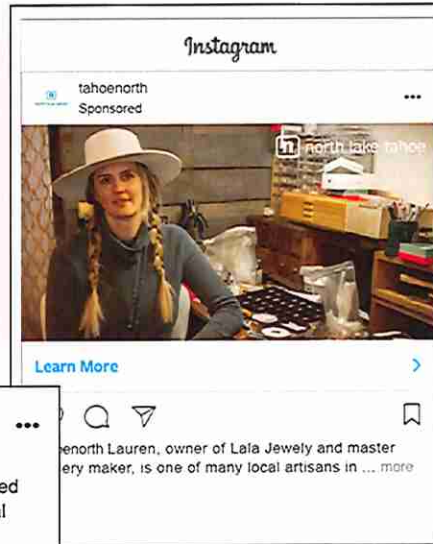 Instagram
tahoenorth
Sponsored
n north lake tahoe
Learn More
enorth Lauren, owner of Lala Jewely and master
ery maker, is one of many local artisans in ... more
ed
al